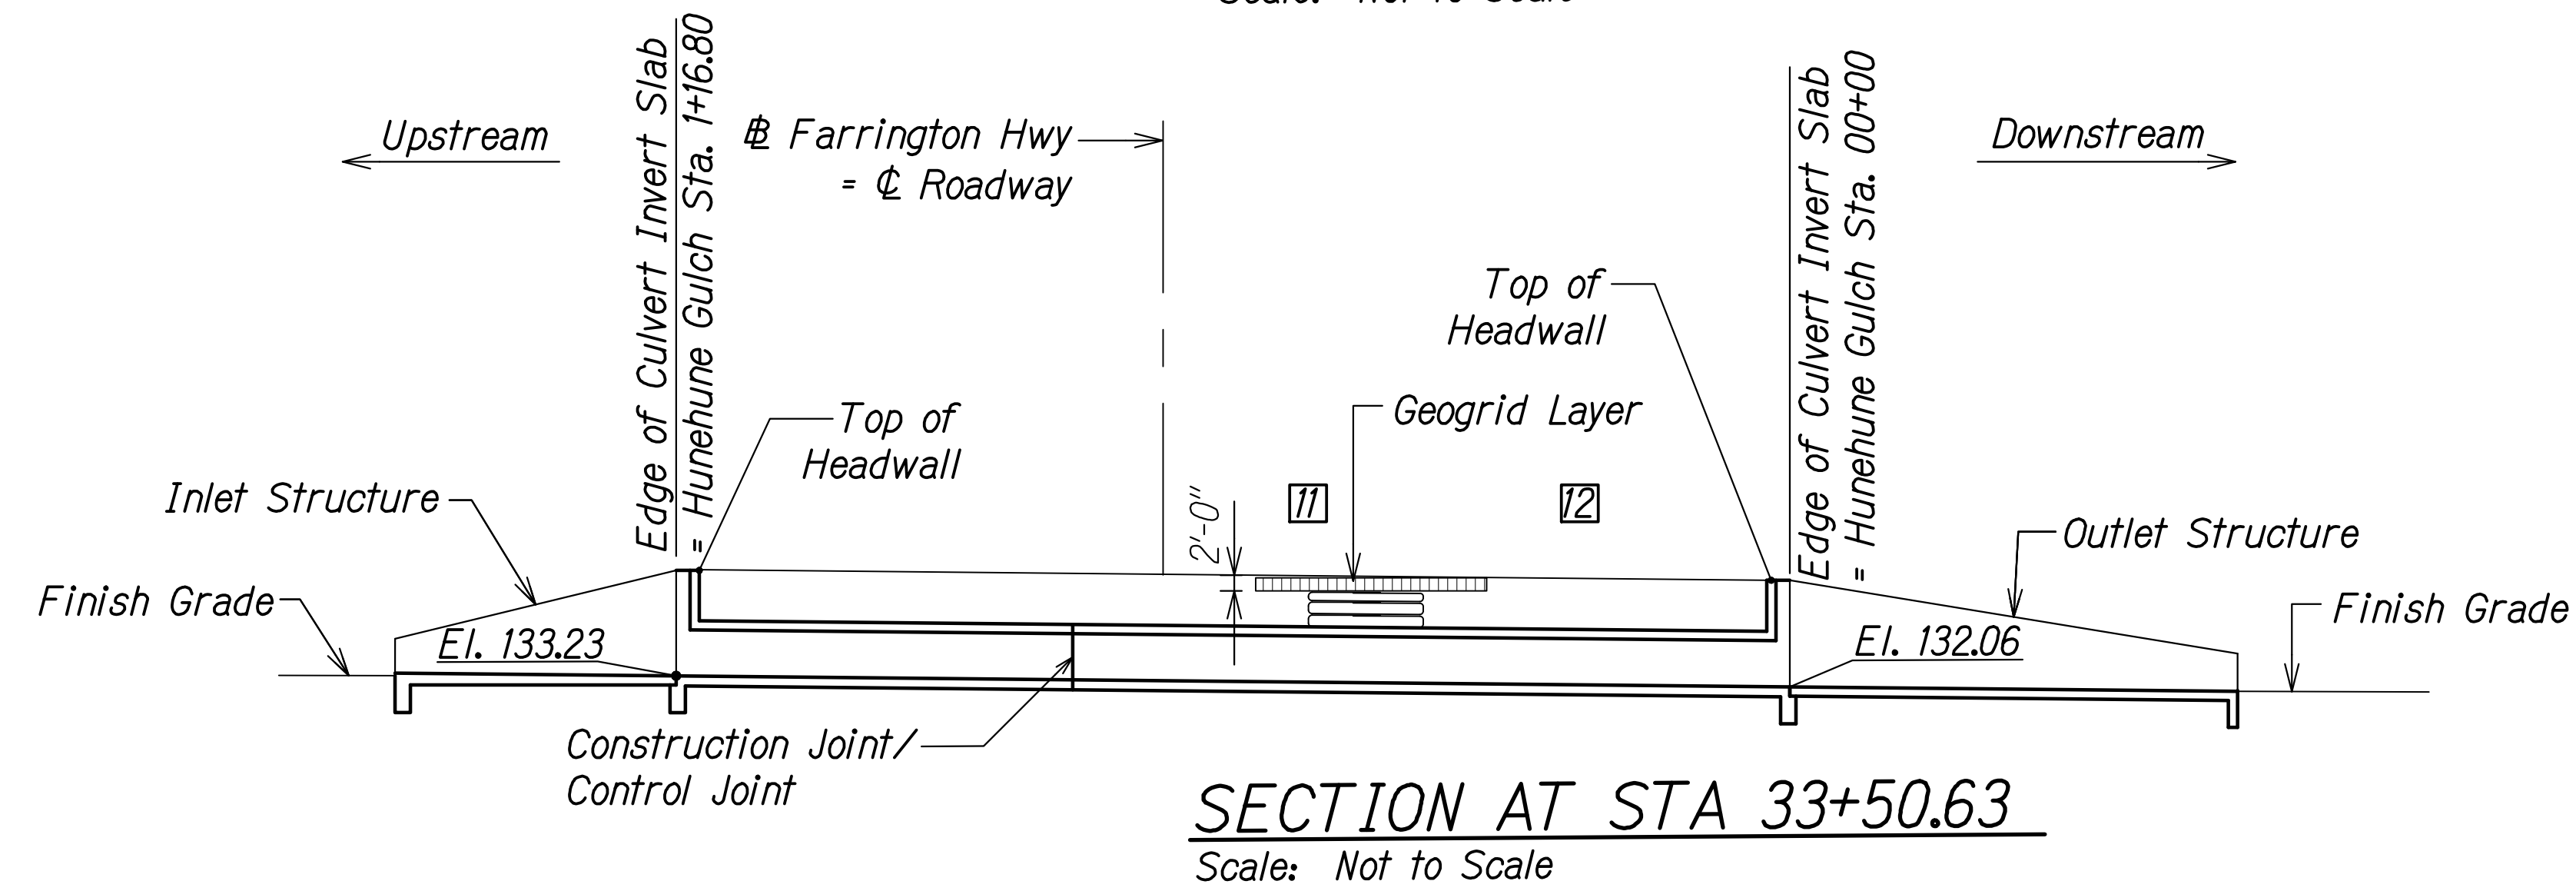 Edge of Culvert Invert Slab
= Hunehune Gulch Sta. 1+16.80
Upstream
BL Farrington Hwy
= CL Roadway
Edge of Culvert Invert Slab
= Hunehune Gulch Sta. 00+00
Downstream
Top of
Headwall
Top of
Headwall
Geogrid Layer
11
12
2'-0"
Inlet Structure
Finish Grade
El. 133.23
Outlet Structure
Finish Grade
El. 132.06
Construction Joint/
Control Joint
SECTION AT STA 33+50.63
Scale: Not to Scale